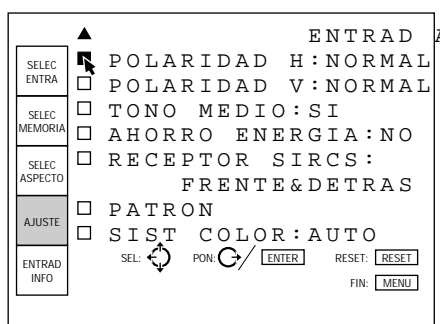 ENTRAD A
SELEC
ENTRA
SELEC
MEMORIA
SELEC
ASPECTO
AJUSTE
ENTRAD
INFO
POLARIDAD H:NORMAL
POLARIDAD V:NORMAL
TONO MEDIO:SI
AHORRO ENERGIA:NO
RECEPTOR SIRCS:
FRENTE&DETRAS
PATRON
SIST COLOR:AUTO
SEL: PON: ENTER RESET: RESET
FIN: MENU